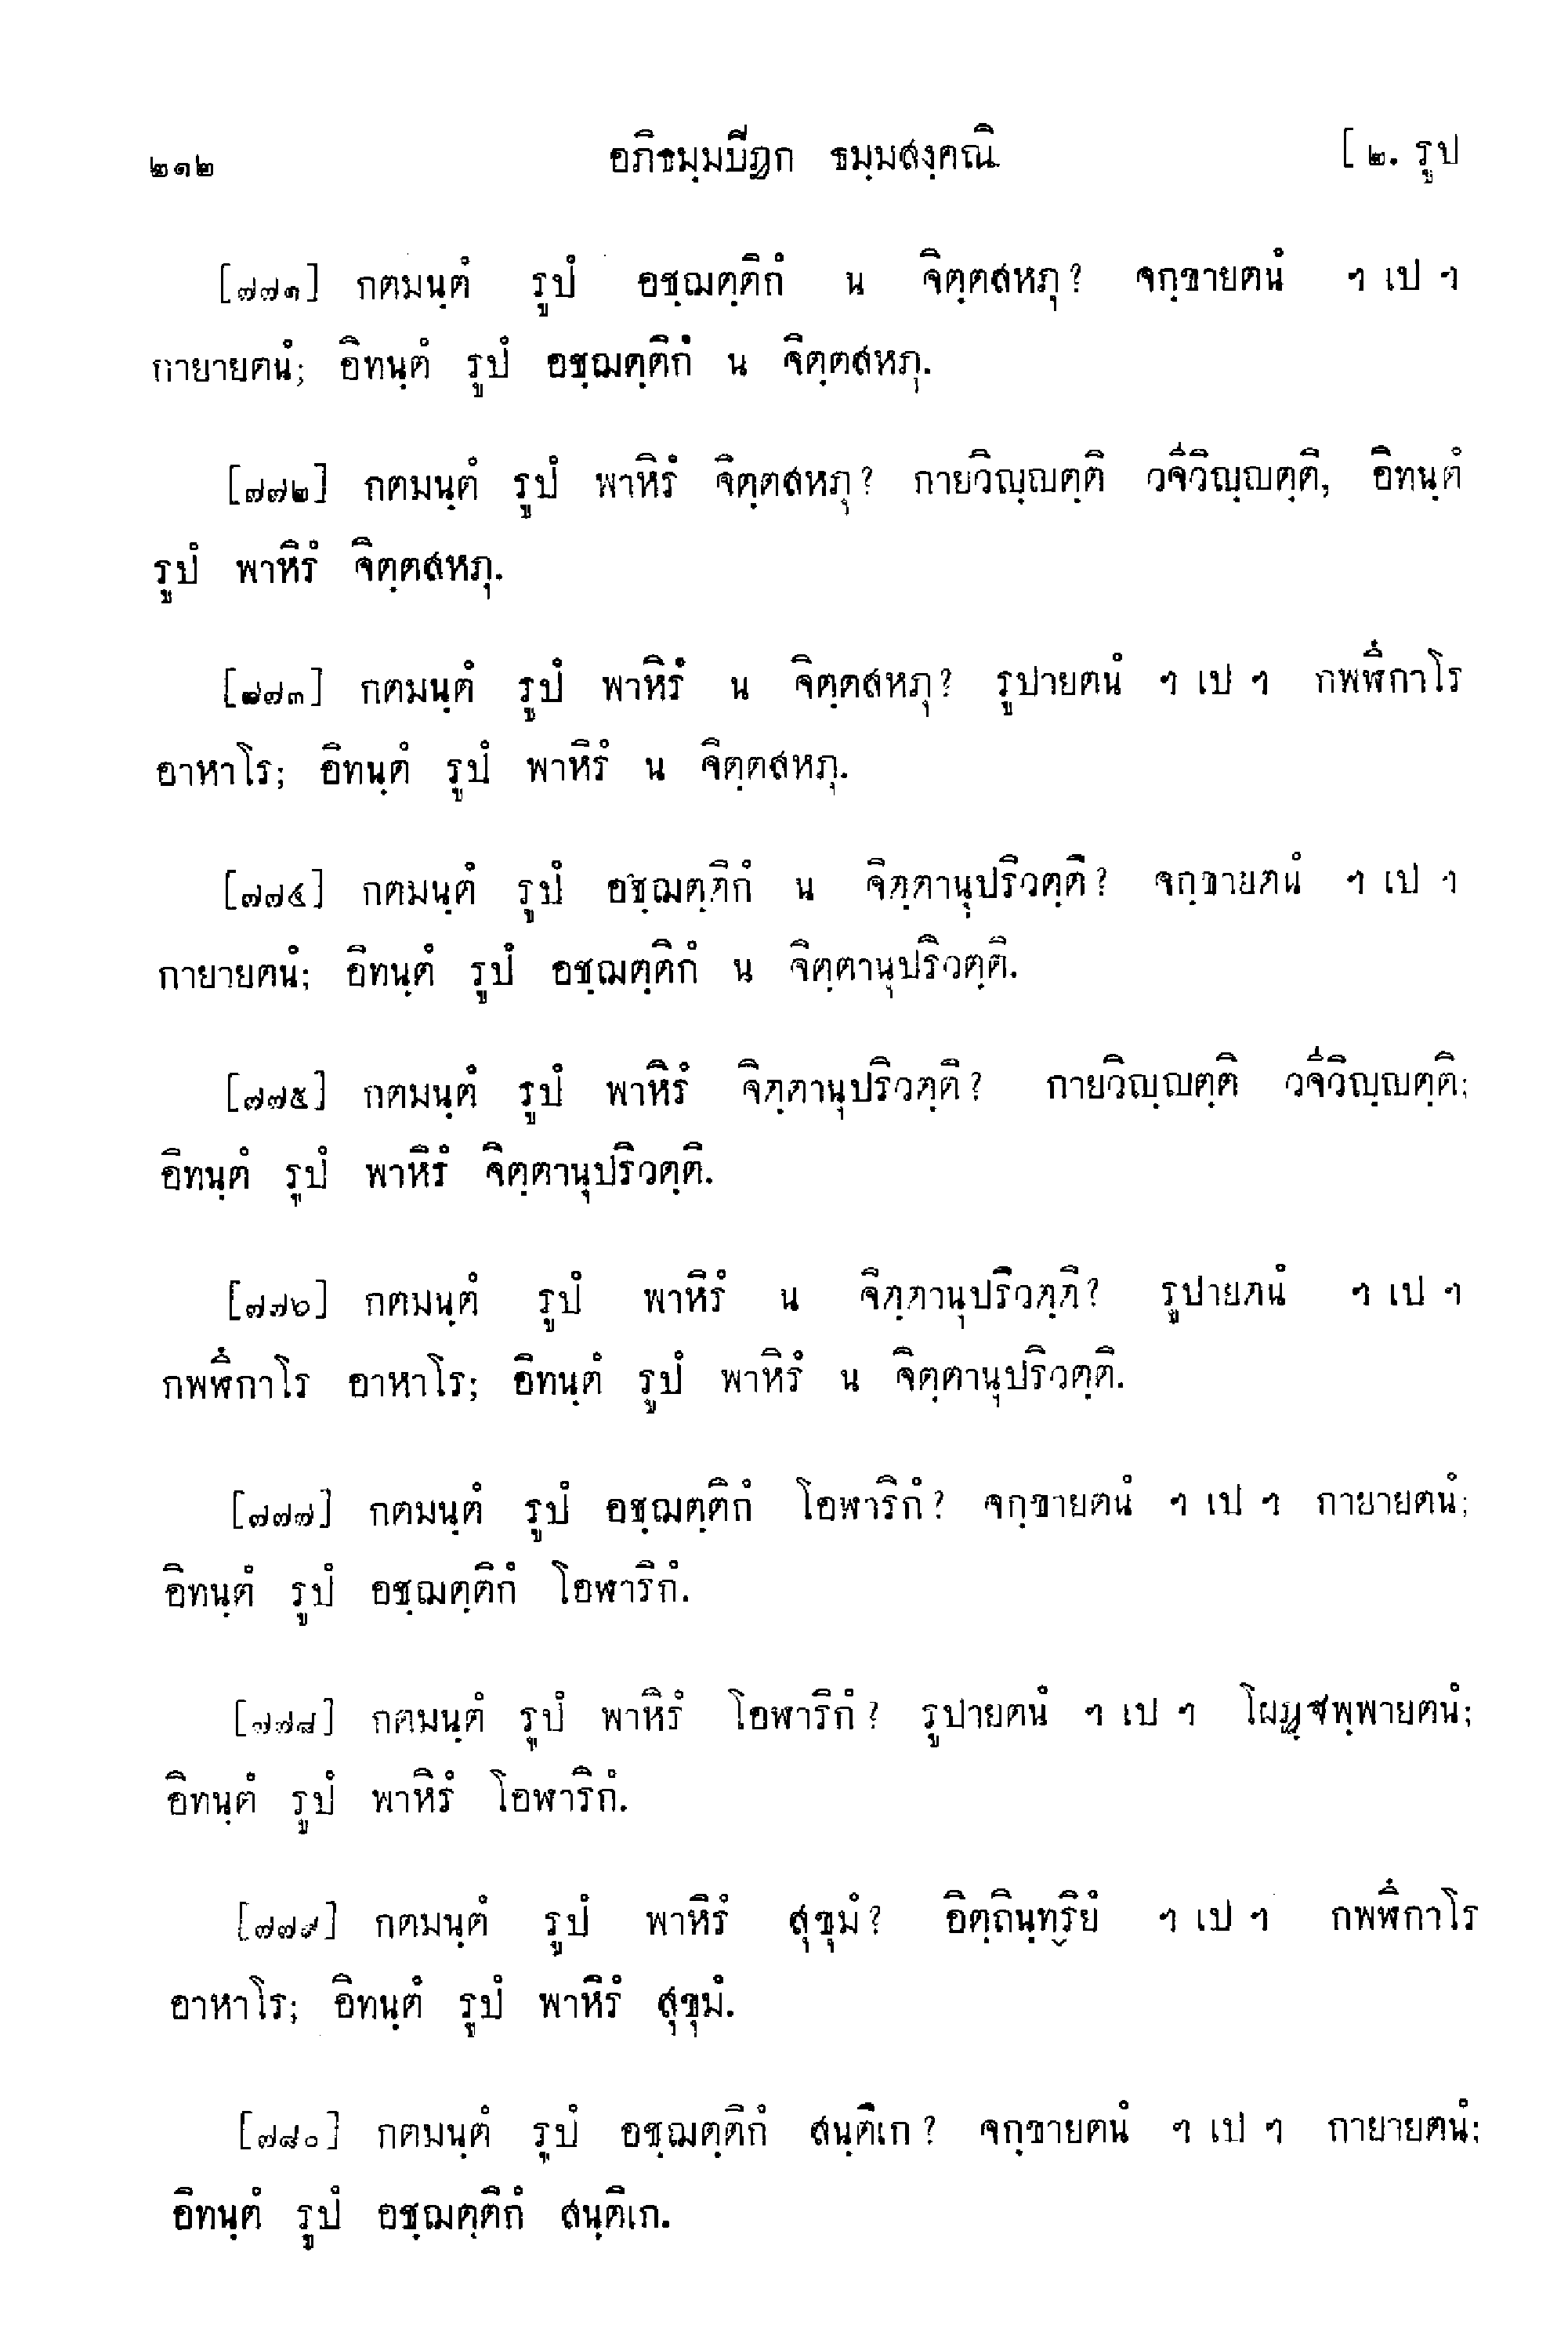 ๒๑๒ อภิธมฺมปิฏก ธมฺมสงฺคณิ [ ๒. รูป
[๗๗๑] กตมนฺตํ รูปํ อชฺฌตฺติกํ น จิตฺตสหภุ? จกฺขายตนํ ฯ เป ฯ
กายายตนํ; อิทนฺตํ รูปํ อชฺฌตฺติกํ น จิตฺตสหภุ.
[๗๗๒] กตมนฺตํ รูปํ พาหิรํ จิตฺตสหภุ? กายวิญฺญตฺติ วจีวิญฺญตฺติ, อิทนฺตํ
รูปํ พาหิรํ จิตฺตสหภุ.
[๗๗๓] กตมนฺตํ รูปํ พาหิรํ น จิตฺตสหภุ? รูปายตนํ ฯ เป ฯ กพฬึกาโร
อาหาโร; อิทนฺตํ รูปํ พาหิรํ น จิตฺตสหภุ.
[๗๗๔] กตมนฺตํ รูปํ อชฺฌตฺติกํ น จิตฺตานุปริวตฺติ? จกฺขายตนํ ฯ เป ฯ
กายายตนํ; อิทนฺตํ รูปํ อชฺฌตฺติกํ น จิตฺตานุปริวตฺติ.
[๗๗๕] กตมนฺตํ รูปํ พาหิรํ จิตฺตานุปริวตฺติ? กายวิญฺญตฺติ วจีวิญฺญตฺติ;
อิทนฺตํ รูปํ พาหิรํ จิตฺตานุปริวตฺติ.
[๗๗๖] กตมนฺตํ รูปํ พาหิรํ น จิตฺตานุปริวตฺติ? รูปายตนํ ฯ เป ฯ
กพฬึกาโร อาหาโร; อิทนฺตํ รูปํ พาหิรํ น จิตฺตานุปริวตฺติ.
[๗๗๗] กตมนฺตํ รูปํ อชฺฌตฺติกํ โอฬาริกํ? จกฺขายตนํ ฯ เป ฯ กายายตนํ;
อิทนฺตํ รูปํ อชฺฌตฺติกํ โอฬาริกํ.
[๗๗๘] กตมนฺตํ รูปํ พาหิรํ โอฬาริกํ? รูปายตนํ ฯ เป ฯ โผฏฺฐพฺพายตนํ;
อิทนฺตํ รูปํ พาหิรํ โอฬาริกํ.
[๗๗๙] กตมนฺตํ รูปํ พาหิรํ สุขุมํ? อิตฺถินฺทฺริยํ ฯ เป ฯ กพฬึกาโร
อาหาโร; อิทนฺตํ รูปํ พาหิรํ สุขุมํ.
[๗๘๐] กตมนฺตํ รูปํ อชฺฌตฺติกํ สนฺติเก? จกฺขายตนํ ฯ เป ฯ กายายตนํ;
อิทนฺตํ รูปํ อชฺฌตฺติกํ สนฺติเก.